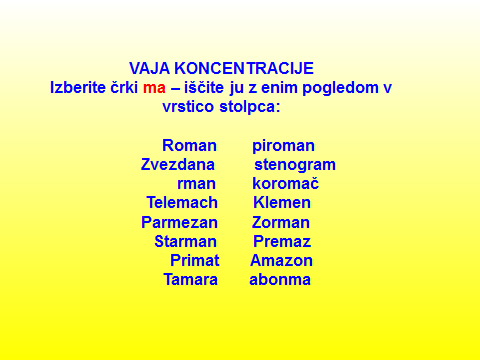 VAJA KONCENTRACIJE
Izberite črki ma – iščite ju z enim pogledom v
vrstico stolpca:
Roman piroman
Zvezdana stenogram
rman koromač
Telemach Klemen
Parmezan Zorman
Starman Premaz
Primat Amazon
Tamara abonma